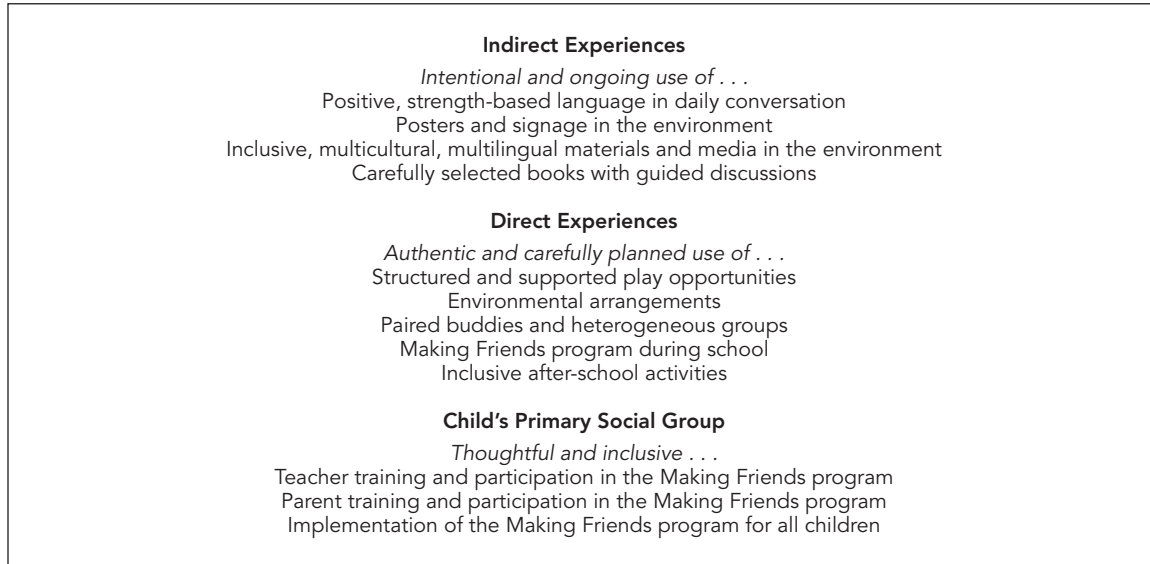 Indirect Experiences
Intentional and ongoing use of . . .
Positive, strength-based language in daily conversation
Posters and signage in the environment
Inclusive, multicultural, multilingual materials and media in the environment
Carefully selected books with guided discussions
Direct Experiences
Authentic and carefully planned use of . . .
Structured and supported play opportunities
Environmental arrangements
Paired buddies and heterogeneous groups
Making Friends program during school
Inclusive after-school activities
Child’s Primary Social Group
Thoughtful and inclusive . . .
Teacher training and participation in the Making Friends program
Parent training and participation in the Making Friends program
Implementation of the Making Friends program for all children